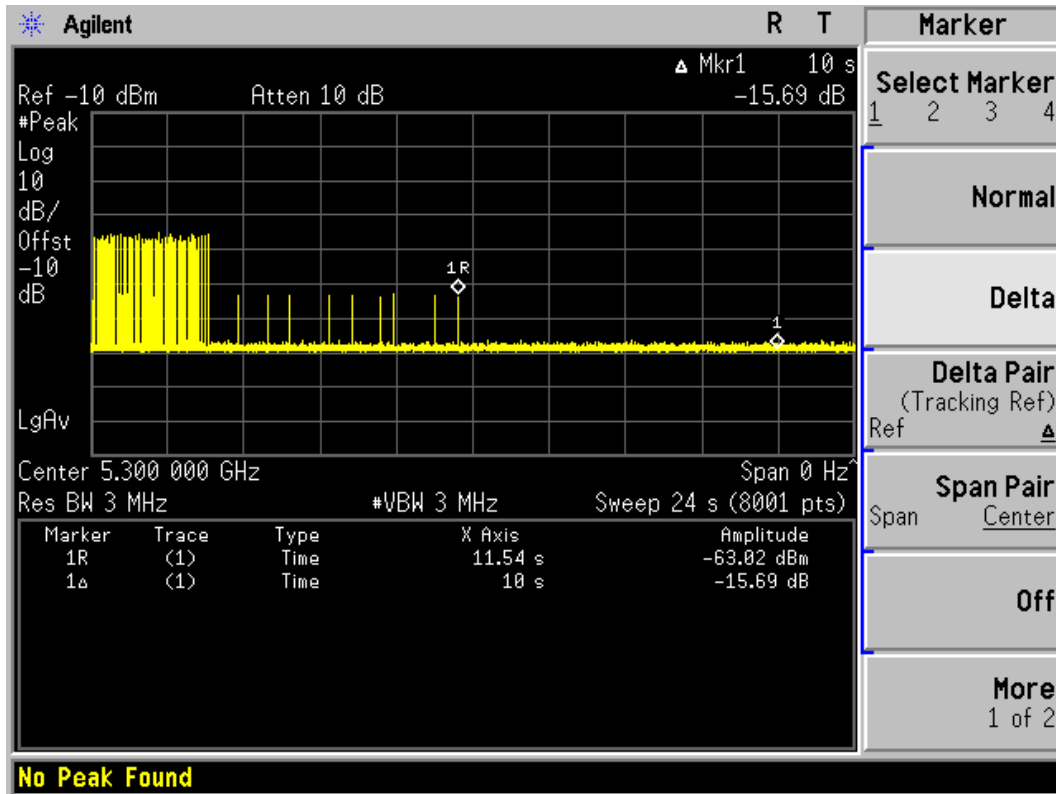 Agilent R T Marker
▵ Mkr1 10 s
Ref -10 dBm Atten 10 dB -15.69 dB
#Peak
Log
10
dB/
Offst
-10
dB
1R
1
LgAv
Center 5.300 000 GHz Span 0 Hz^
Res BW 3 MHz #VBW 3 MHz Sweep 24 s (8001 pts)
Marker Trace Type X Axis Amplitude
1R (1) Time 11.54 s -63.02 dBm
1▵ (1) Time 10 s -15.69 dB
Select Marker
1 2 3 4
Normal
Delta
Delta Pair
(Tracking Ref)
Ref ▵
Span Pair
Span Center
Off
More
1 of 2
No Peak Found